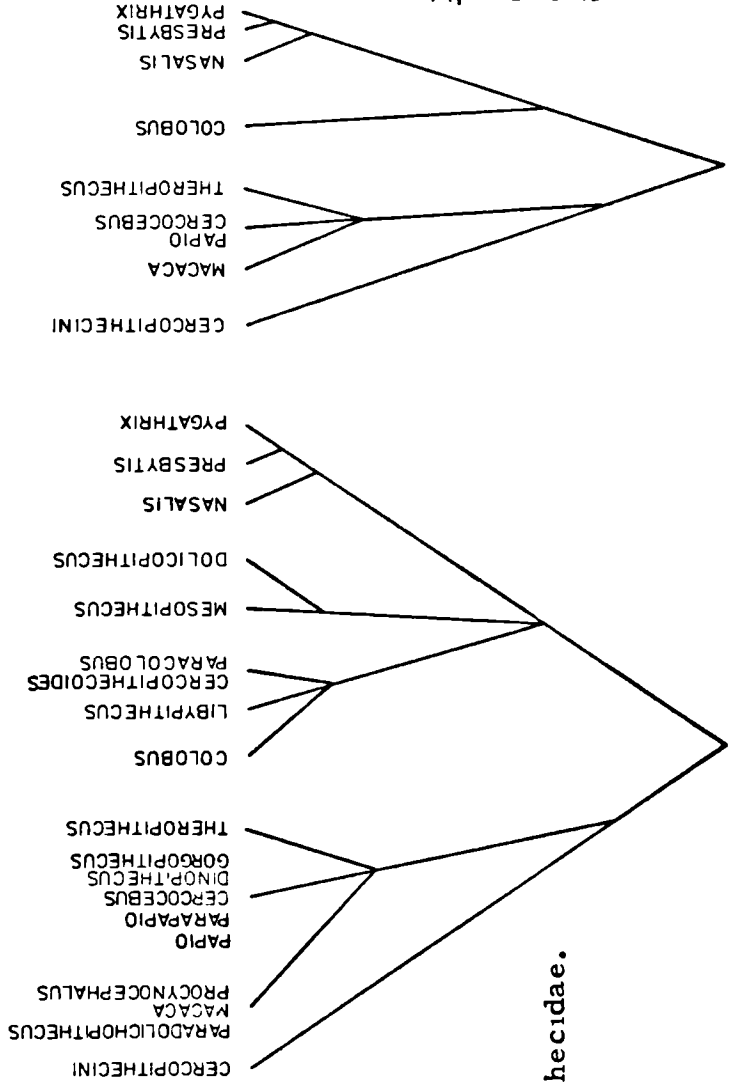 CERCOPITHECINI
PARADOLICHOPITHECUS
MACACA
PROCYNOCEPHALUS
PAPIO
PARAPAPIO
CERCOCEBUS
DINOPITHECUS
GORGOPITHECUS
THEROPITHECUS
COLOBUS
LIBYPITHECUS
CERCOPITHECOIDES
PARACOLOBUS
MESOPITHECUS
DOLICOPITHECUS
NASALIS
PRESBYTIS
PYGATHRIX
CERCOPITHECINI
MACACA
PAPIO
CERCOCEBUS
THEROPITHECUS
COLOBUS
NASALIS
PRESBYTIS
PYGATHRIX
hecidae.